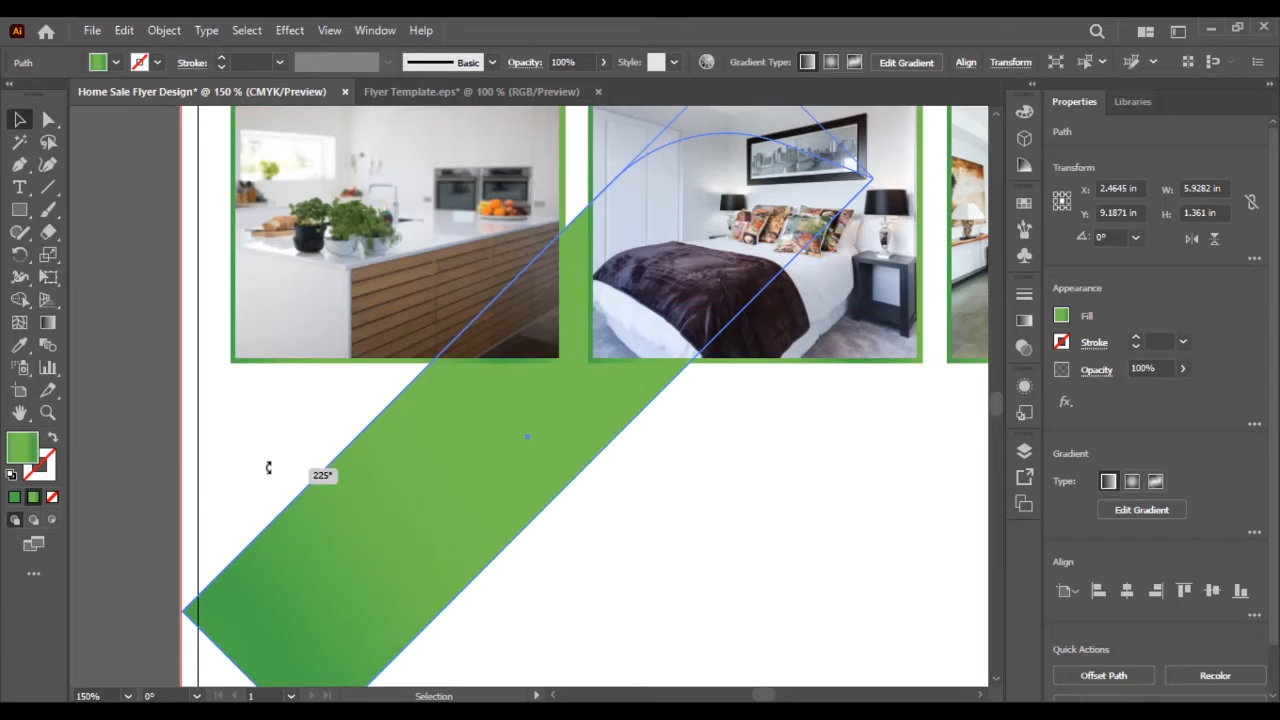 Ai File Edit Object Type Select Effect View Window Help
Path Stroke: Basic Opacity: 100% Style: Gradient Type: Edit Gradient Align Transform
Home Sale Flyer Design* @ 150 % (CMYK/Preview) × Flyer Template.eps* @ 100 % (RGB/Preview) ×
Properties Libraries
Path
Transform
X: 2.4645 in W: 5.9282 in
Y: 9.1871 in H: 1.361 in
0°
Appearance
Fill
Stroke
Opacity 100%
fx.
225°
Gradient
Type:
Edit Gradient
Align
Quick Actions
Offset Path Recolor
150% 0° 1 Selection